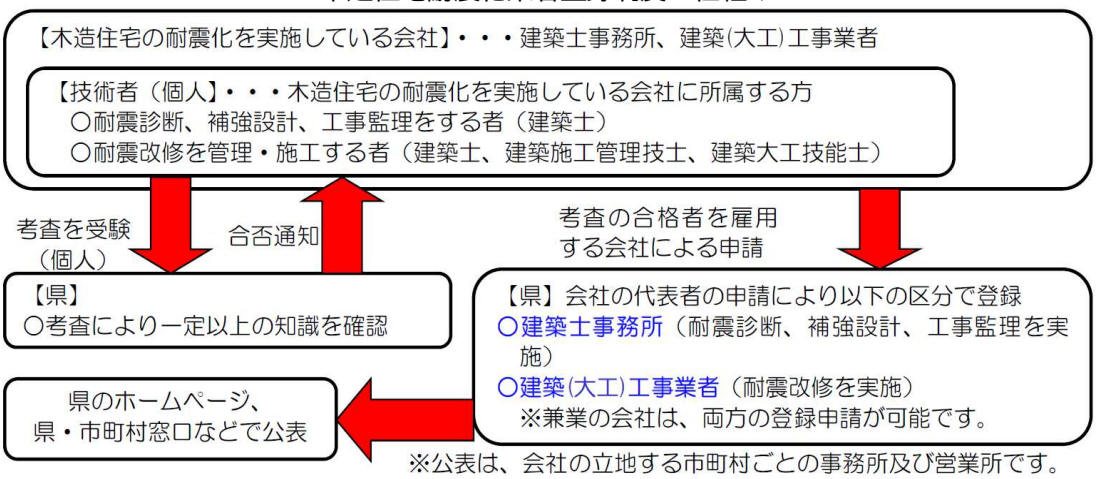 【木造住宅の耐震化を実施している会社】・・・建築士事務所、建築(大工)工事業者
【技術者（個人】・・・木造住宅の耐震化を実施している会社に所属する方
〇耐震診断、補強設計、工事監理をする者（建築士）
〇耐震改修を管理・施工する者（建築士、建築施工管理技士、建築大工技能士）
考査を受験
（個人）
合否通知
考査の合格者を雇用
する会社による申請
【県】
〇考査により一定以上の知識を確認
【県】会社の代表者の申請により以下の区分で登録
〇建築士事務所（耐震診断、補強設計、工事監理を実
施）
〇建築(大工)工事業者（耐震改修を実施）
※兼業の会社は、両方の登録申請が可能です。
県のホームページ、
県・市町村窓口などで公表
※公表は、会社の立地する市町村ごとの事務所及び営業所です。